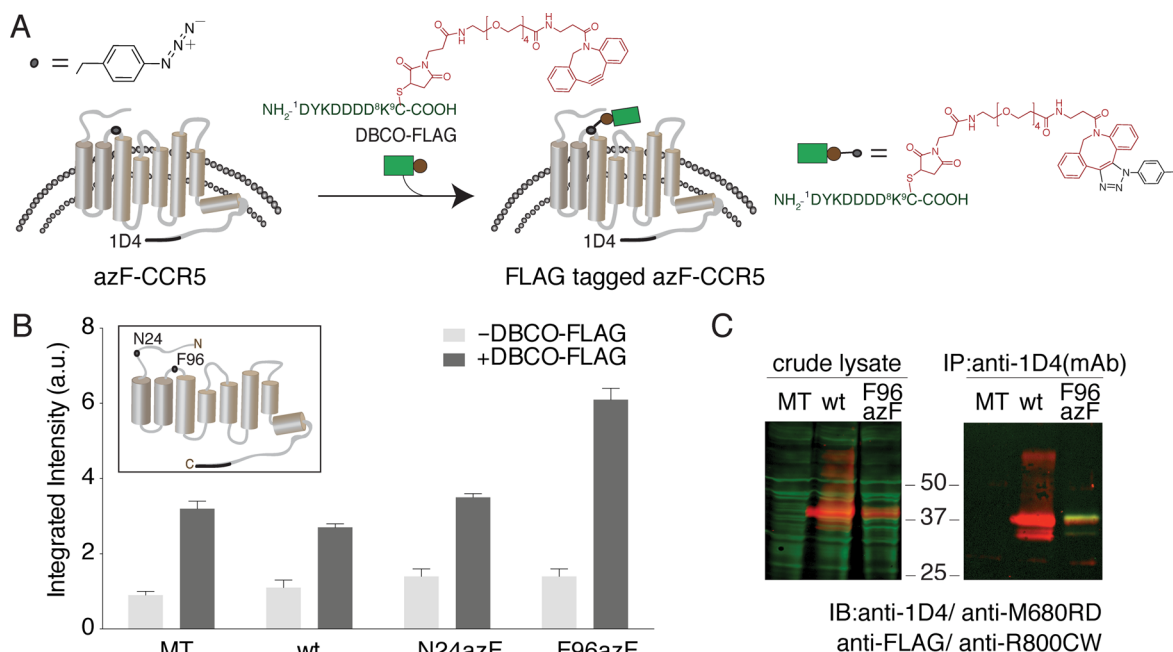 A
N−
N+
N
=
NH₂-¹DYKDDDD⁸K⁹C-COOH
DBCO-FLAG
1D4
azF-CCR5
1D4
FLAG tagged azF-CCR5
=
NH₂-¹DYKDDDD⁸K⁹C-COOH
B
Integrated Intensity (a.u.)
8
6
4
2
0
N24
N
F96
C
−DBCO-FLAG
+DBCO-FLAG
MT
wt
N24azF
F96azF
C
crude lysate
MT wt F96 azF
IP:anti-1D4(mAb)
MT wt F96 azF
50
37
25
IB:anti-1D4/ anti-M680RD
anti-FLAG/ anti-R800CW